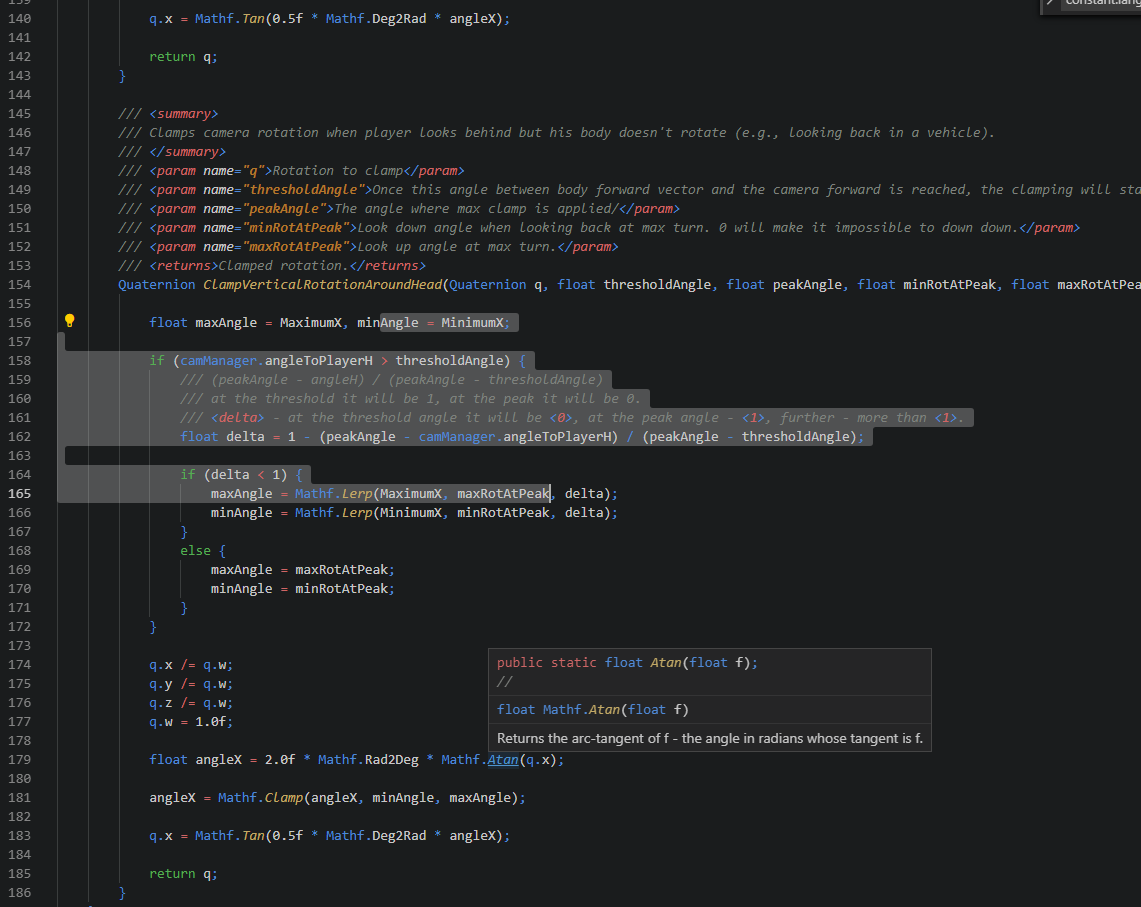 139
constant.lang
140 q.x = Mathf.Tan(0.5f * Mathf.Deg2Rad * angleX);
141
142 return q;
143 }
144
145 /// <summary>
146 /// Clamps camera rotation when player looks behind but his body doesn't rotate (e.g., looking back in a vehicle).
147 /// </summary>
148 /// <param name="q">Rotation to clamp</param>
149 /// <param name="thresholdAngle">Once this angle between body forward vector and the camera forward is reached, the clamping will sta
150 /// <param name="peakAngle">The angle where max clamp is applied/</param>
151 /// <param name="minRotAtPeak">Look down angle when looking back at max turn. 0 will make it impossible to down down.</param>
152 /// <param name="maxRotAtPeak">Look up angle at max turn.</param>
153 /// <returns>Clamped rotation.</returns>
154 Quaternion ClampVerticalRotationAroundHead(Quaternion q, float thresholdAngle, float peakAngle, float minRotAtPeak, float maxRotAtPea
155
156 float maxAngle = MaximumX, minAngle = MinimumX;
157
158 if (camManager.angleToPlayerH > thresholdAngle) {
159 /// (peakAngle - angleH) / (peakAngle - thresholdAngle)
160 /// at the threshold it will be 1, at the peak it will be 0.
161 /// <delta> - at the threshold angle it will be <0>, at the peak angle - <1>, further - more than <1>.
162 float delta = 1 - (peakAngle - camManager.angleToPlayerH) / (peakAngle - thresholdAngle);
163
164 if (delta < 1) {
165 maxAngle = Mathf.Lerp(MaximumX, maxRotAtPeak, delta);
166 minAngle = Mathf.Lerp(MinimumX, minRotAtPeak, delta);
167 }
168 else {
169 maxAngle = maxRotAtPeak;
170 minAngle = minRotAtPeak;
171 }
172 }
173
174 q.x /= q.w;
175 q.y /= q.w;
176 q.z /= q.w;
177 q.w = 1.0f;
178
public static float Atan(float f);
//
float Mathf.Atan(float f)
Returns the arc-tangent of f - the angle in radians whose tangent is f.
179 float angleX = 2.0f * Mathf.Rad2Deg * Mathf.Atan(q.x);
180
181 angleX = Mathf.Clamp(angleX, minAngle, maxAngle);
182
183 q.x = Mathf.Tan(0.5f * Mathf.Deg2Rad * angleX);
184
185 return q;
186 }